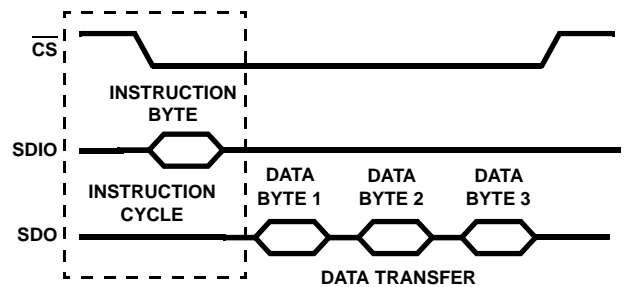 CS
INSTRUCTION
BYTE
SDIO
DATA
BYTE 1
DATA
BYTE 2
DATA
BYTE 3
INSTRUCTION
CYCLE
SDO
DATA TRANSFER